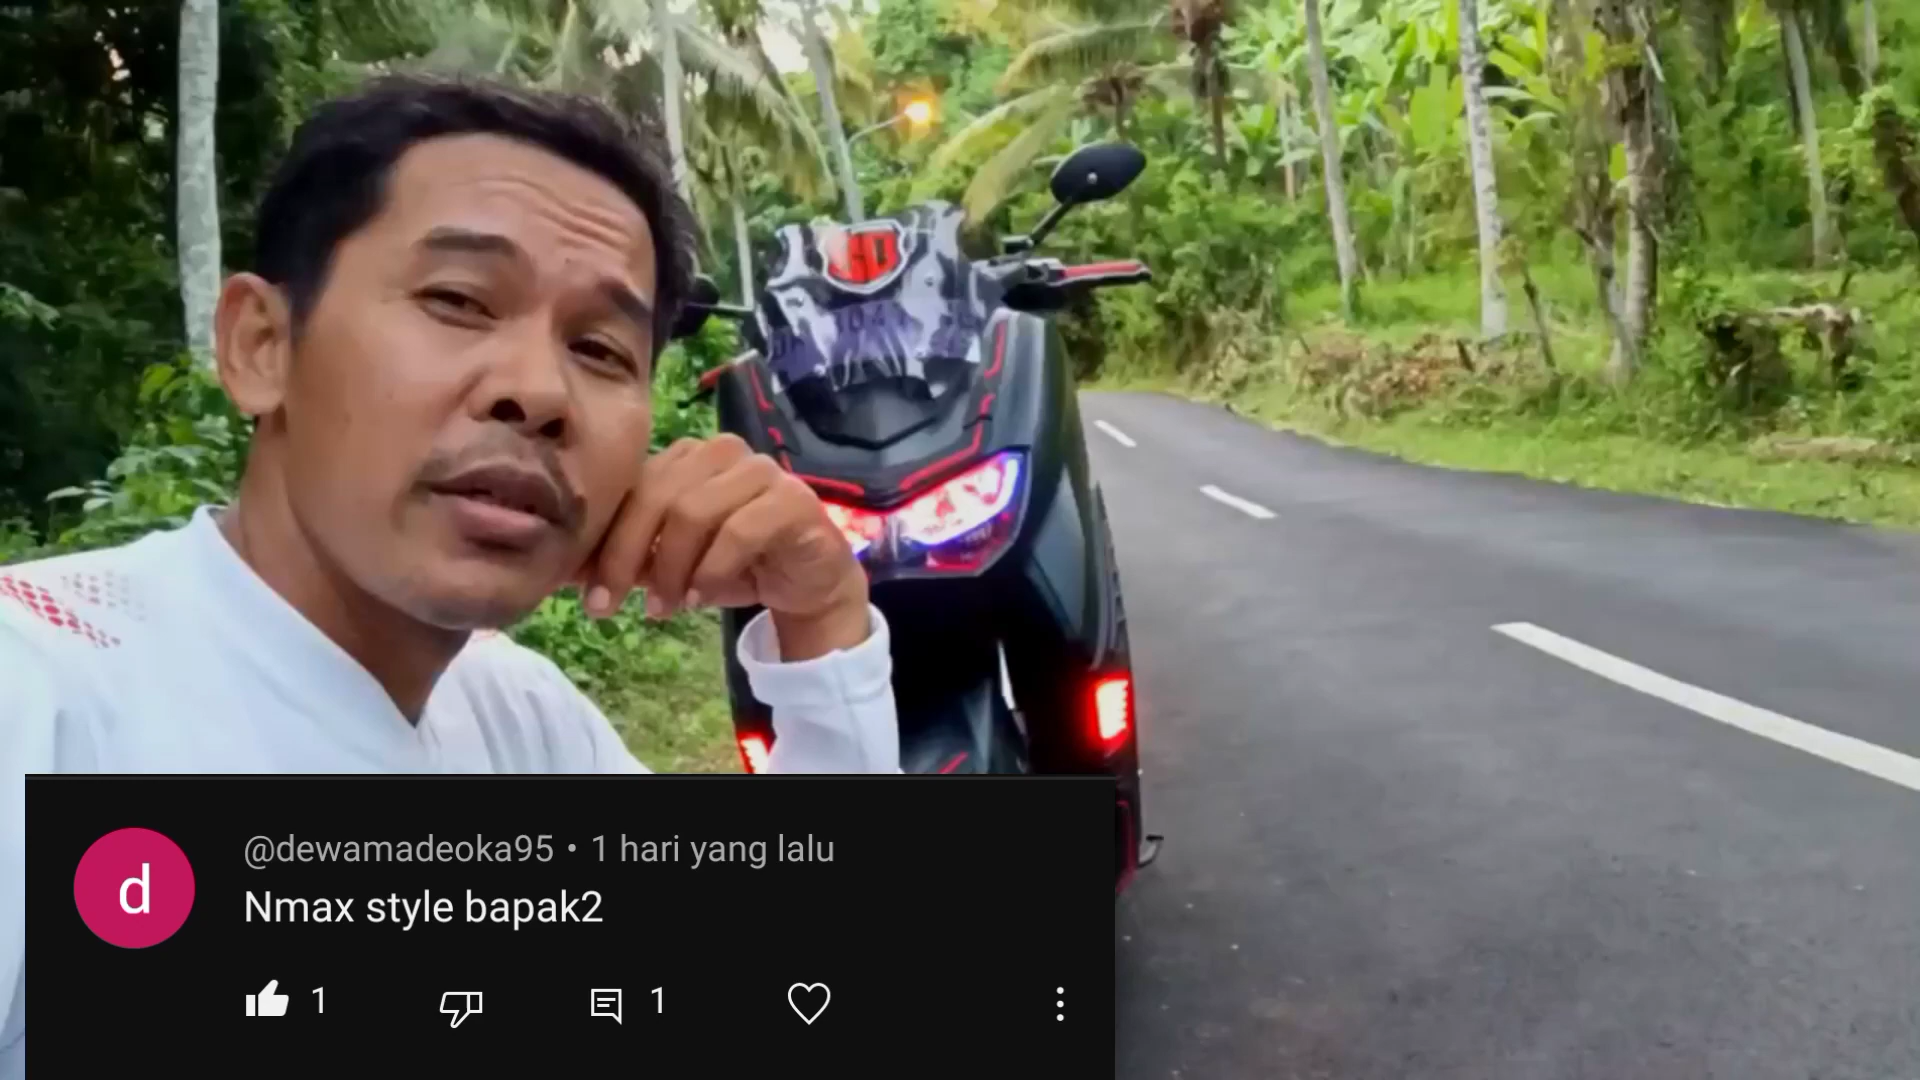 @dewamadeoka95 • 1 hari yang lalu
Nmax style bapak2
1
1